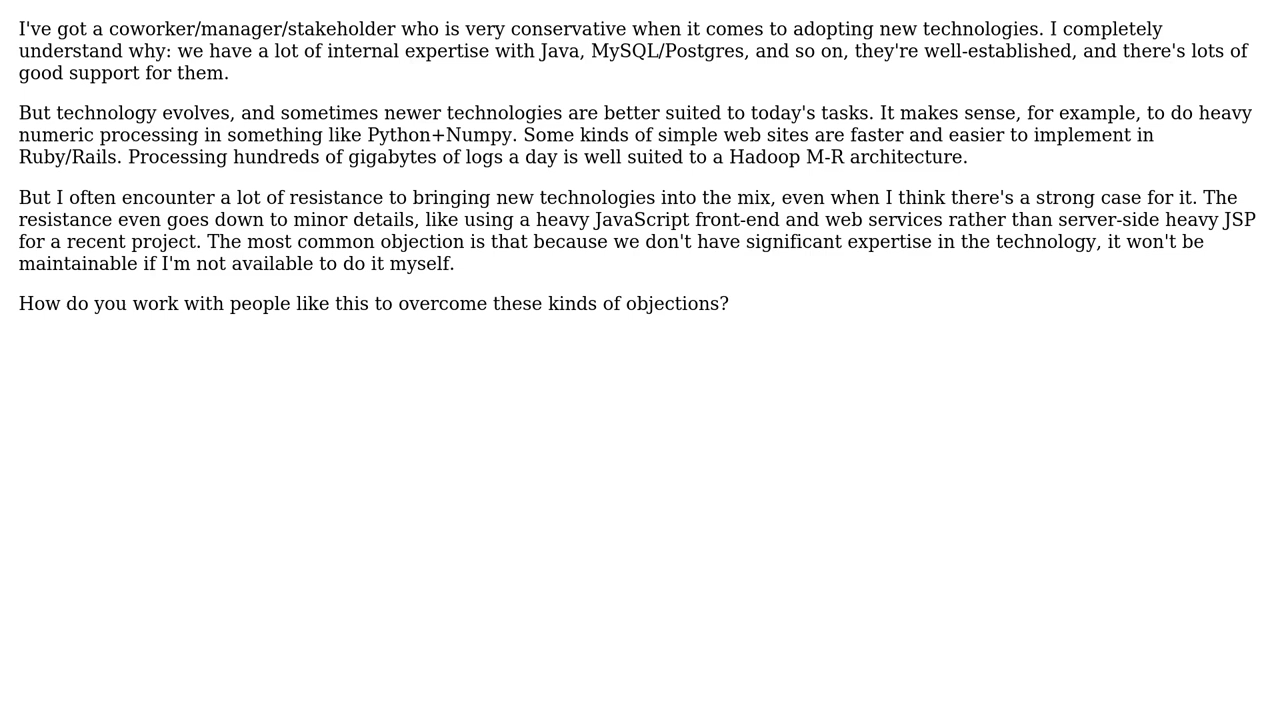 I've got a coworker/manager/stakeholder who is very conservative when it comes to adopting new technologies. I completely
understand why: we have a lot of internal expertise with Java, MySQL/Postgres, and so on, they're well-established, and there's lots of
good support for them.
But technology evolves, and sometimes newer technologies are better suited to today's tasks. It makes sense, for example, to do heavy
numeric processing in something like Python+Numpy. Some kinds of simple web sites are faster and easier to implement in
Ruby/Rails. Processing hundreds of gigabytes of logs a day is well suited to a Hadoop M-R architecture.
But I often encounter a lot of resistance to bringing new technologies into the mix, even when I think there's a strong case for it. The
resistance even goes down to minor details, like using a heavy JavaScript front-end and web services rather than server-side heavy JSP
for a recent project. The most common objection is that because we don't have significant expertise in the technology, it won't be
maintainable if I'm not available to do it myself.
How do you work with people like this to overcome these kinds of objections?